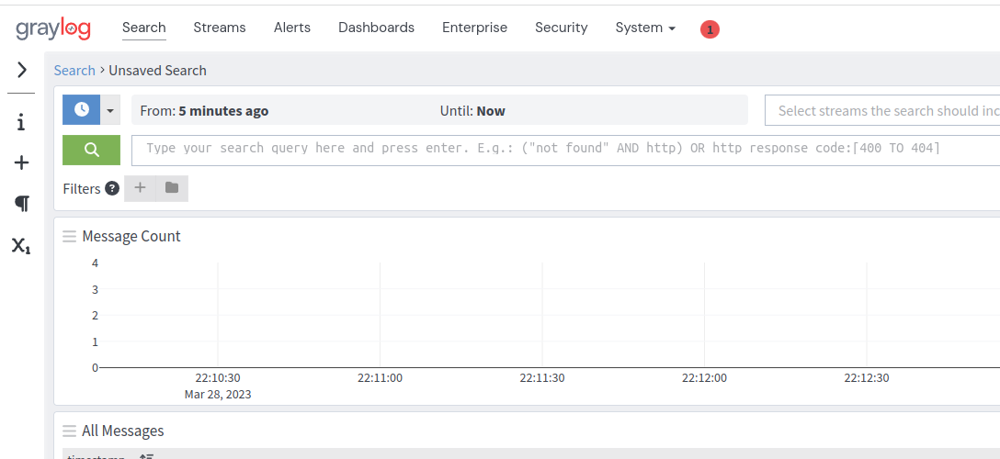 graylog Search Streams Alerts Dashboards Enterprise Security System 1
Search › Unsaved Search
From: 5 minutes ago Until: Now Select streams the search should inc
Type your search query here and press enter. E.g.: ("not found" AND http) OR http response code:[400 TO 404]
Filters ?
Message Count
4
3
2
1
0
22:10:30 22:11:00 22:11:30 22:12:00 22:12:30
Mar 28, 2023
All Messages
timestamp